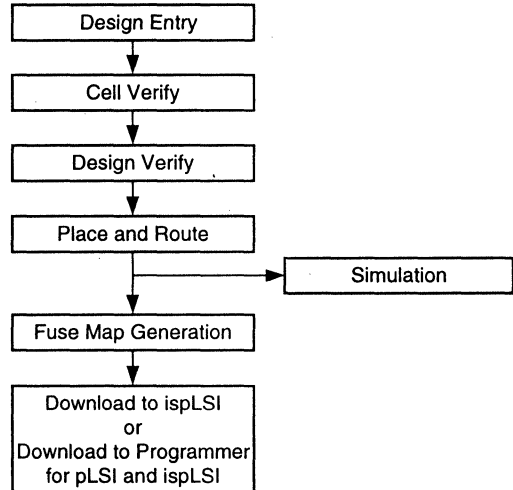 Design Entry
Cell Verify
Design Verify
Place and Route
Simulation
Fuse Map Generation
Download to ispLSI
or
Download to Programmer
for pLSI and ispLSI